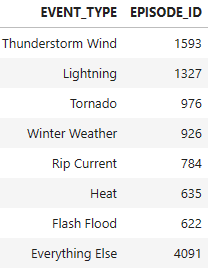 EVENT_TYPE EPISODE_ID
Thunderstorm Wind 1593
Lightning 1327
Tornado 976
Winter Weather 926
Rip Current 784
Heat 635
Flash Flood 622
Everything Else 4091